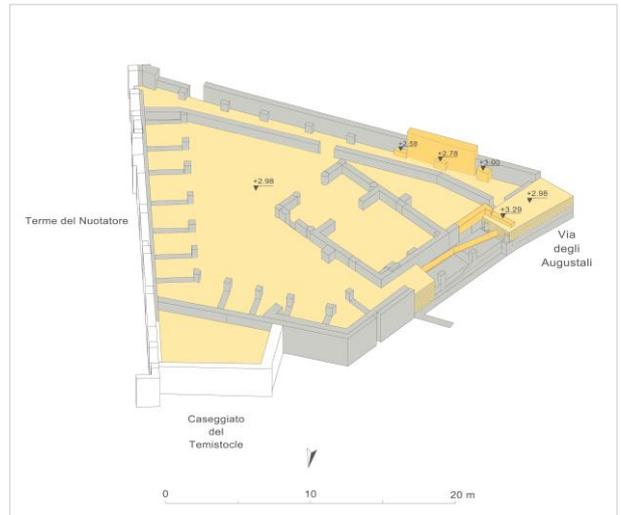 +2.58
+2.78
+3.00
+2.98
+2.98
+3.29
Terme del Nuotatore
Via
degli
Augustali
Caseggiato
del
Temistocle
0 10 20 m